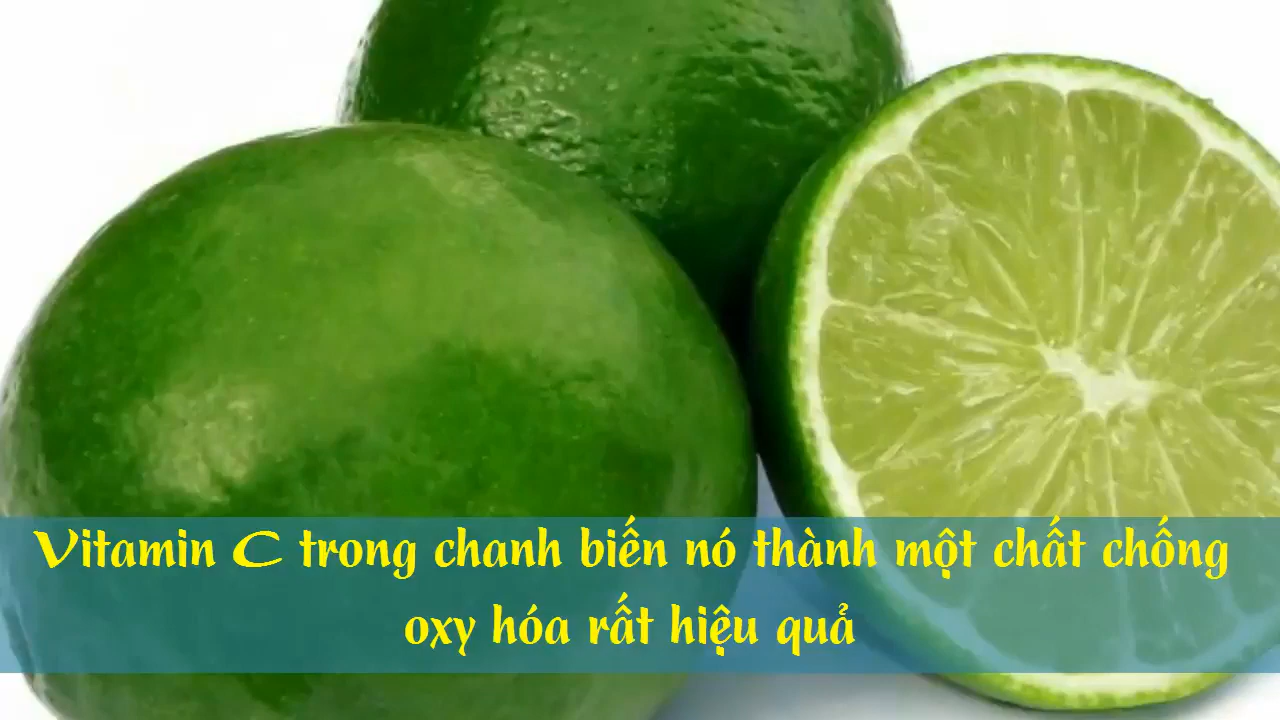 Vitamin C trong chanh biến nó thành một chất chống
oxy hóa rất hiệu quả